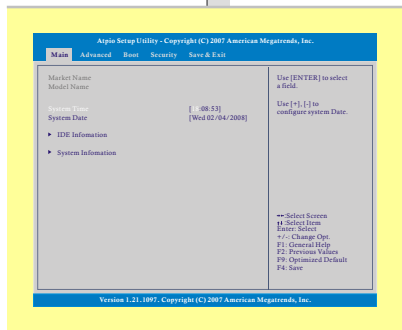 Atpio Setup Utility - Copyright (C) 2007 American Megatrends, Inc.
Main Advanced Boot Security Save & Exit
Market Name
Model Name
System Time [ :08:53]
System Date [Wed 02/04/2008]
IDE Infomation
System Infomation
Use [ENTER] to select
a field.
Use [+], [-] to
configure system Date.
:Select Screen
:Select Item
Enter: Select
+/-: Change Opt.
F1: General Help
F2: Previous Values
F9: Optimized Default
F4: Save
Version 1.21.1097. Copyright (C) 2007 American Megatrends, Inc.